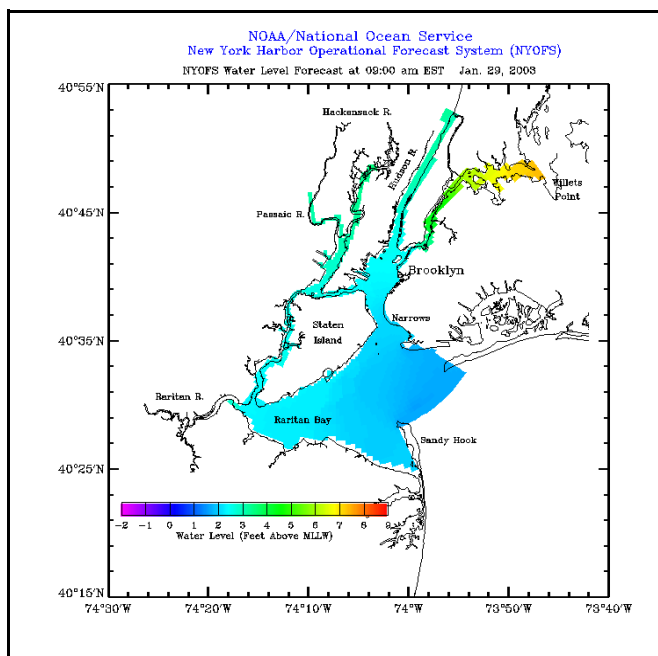 NOAA/National Ocean Service
New York Harbor Operational Forecast System (NYOFS)
NYOFS Water Level Forecast at 09:00 am EST Jan. 29, 2003
40°55'N
Hackensack R.
Hudson R.
Willets
Point
40°45'N
Passaic R.
Brooklyn
Staten
Island
Narrows
40°35'N
Raritan R.
Raritan Bay
Sandy Hook
40°25'N
-2 -1 0 1 2 3 4 5 6 7 8 9
Water Level (Feet Above MLLW)
40°15'N
74°30'W 74°20'W 74°10'W 74°W 73°50'W 73°40'W